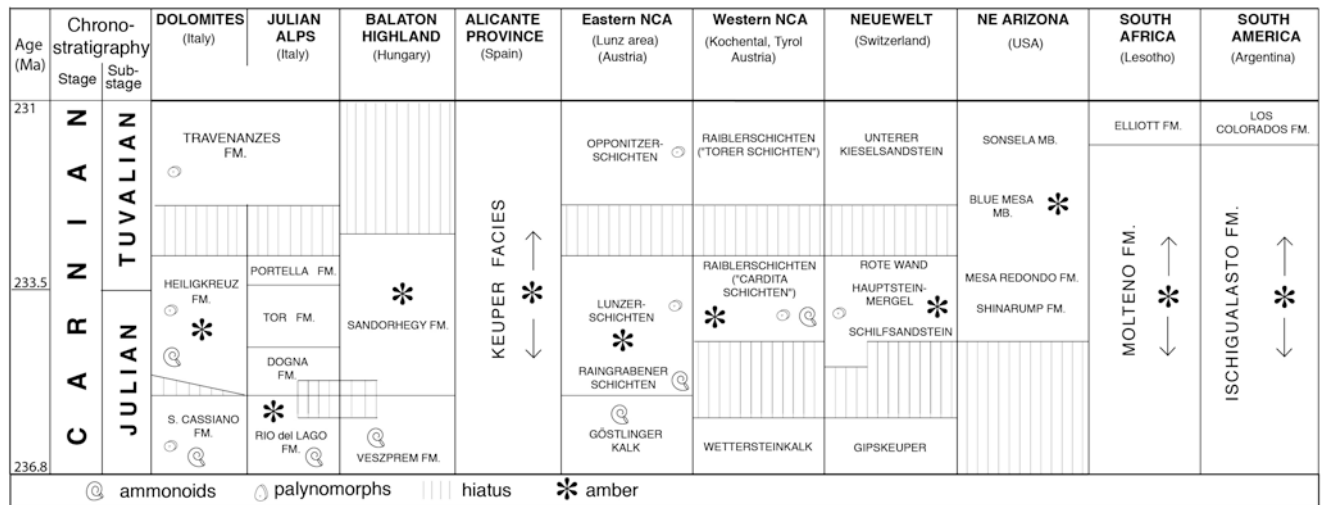 Age
(Ma)
Chrono-
stratigraphy
Stage
Sub-
stage
DOLOMITES
(Italy)
JULIAN
ALPS
(Italy)
BALATON
HIGHLAND
(Hungary)
ALICANTE
PROVINCE
(Spain)
Eastern NCA
(Lunz area)
(Austria)
Western NCA
(Kochental, Tyrol
Austria)
NEUEWELT
(Switzerland)
NE ARIZONA
(USA)
SOUTH
AFRICA
(Lesotho)
SOUTH
AMERICA
(Argentina)
231
233.5
236.8
CARNIAN
TUVALIAN
JULIAN
TRAVENANZES
FM.
HEILIGKREUZ
FM.
S. CASSIANO
FM.
PORTELLA FM.
TOR FM.
DOGNA
FM.
RIO del LAGO
FM.
SANDORHEGY FM.
VESZPREM FM.
KEUPER FACIES
OPPONITZER-
SCHICHTEN
LUNZER-
SCHICHTEN
RAINGRABENER
SCHICHTEN
GÖSTLINGER
KALK
RAIBLERSCHICHTEN
("TORER SCHICHTEN")
RAIBLERSCHICHTEN
("CARDITA
SCHICHTEN")
WETTERSTEINKALK
UNTERER
KIESELSANDSTEIN
ROTE WAND
HAUPTSTEIN-
MERGEL
SCHILFSANDSTEIN
GIPSKEUPER
SONSELA MB.
BLUE MESA
MB.
MESA REDONDO FM.
SHINARUMP FM.
ELLIOTT FM.
MOLTENO FM.
LOS
COLORADOS FM.
ISCHIGUALASTO FM.
ammonoids
palynomorphs
hiatus
amber